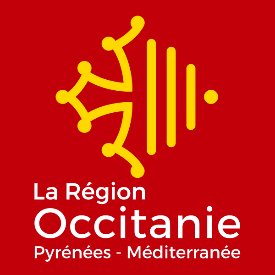 La Région
Occitanie
Pyrénées - Méditerranée